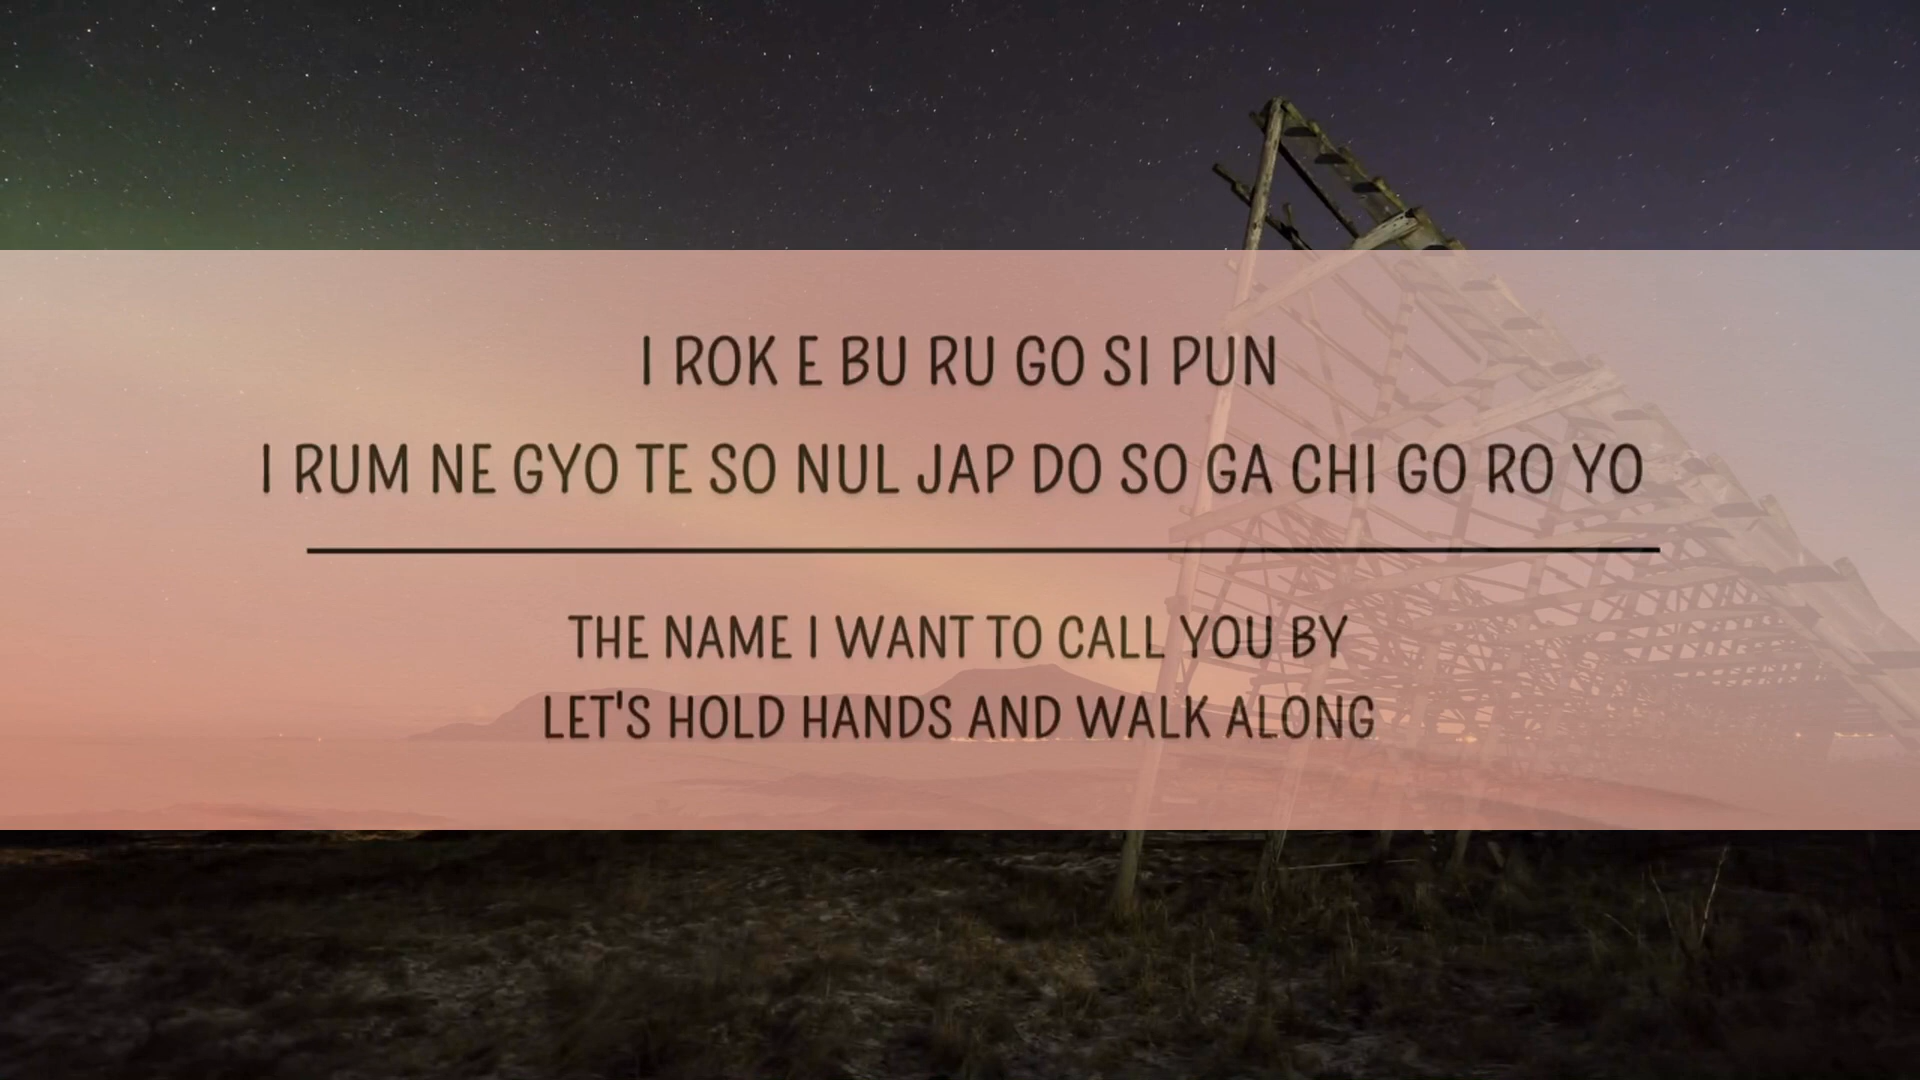 I ROK E BU RU GO SI PUN
I RUM NE GYO TE SO NUL JAP DO SO GA CHI GO RO YO
THE NAME I WANT TO CALL YOU BY
LET'S HOLD HANDS AND WALK ALONG